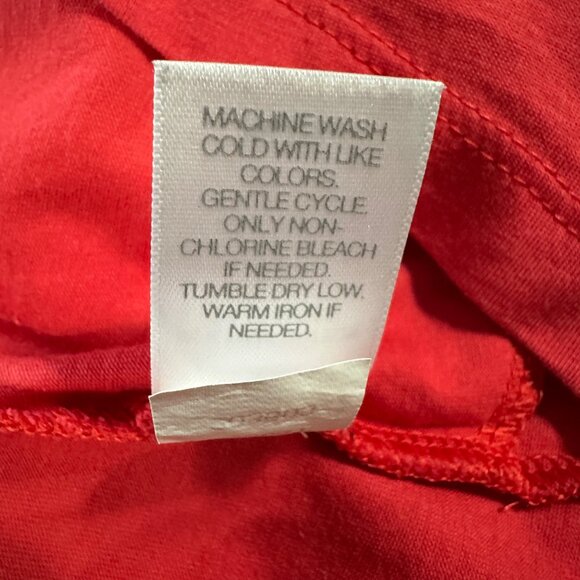 MACHINE WASH
COLD WITH LIKE
COLORS.
GENTLE CYCLE.
ONLY NON-
CHLORINE BLEACH
IF NEEDED.
TUMBLE DRY LOW.
WARM IRON IF
NEEDED.